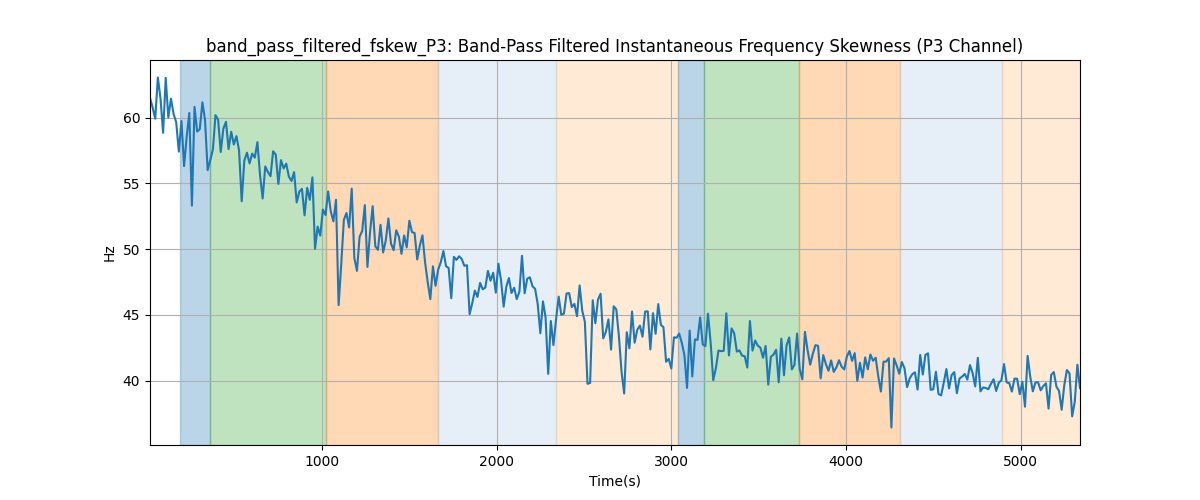 band_pass_filtered_fskew_P3: Band-Pass Filtered Instantaneous Frequency Skewness (P3 Channel)
60
55
50
45
40
Hz
1000 2000 3000 4000 5000
Time(s)